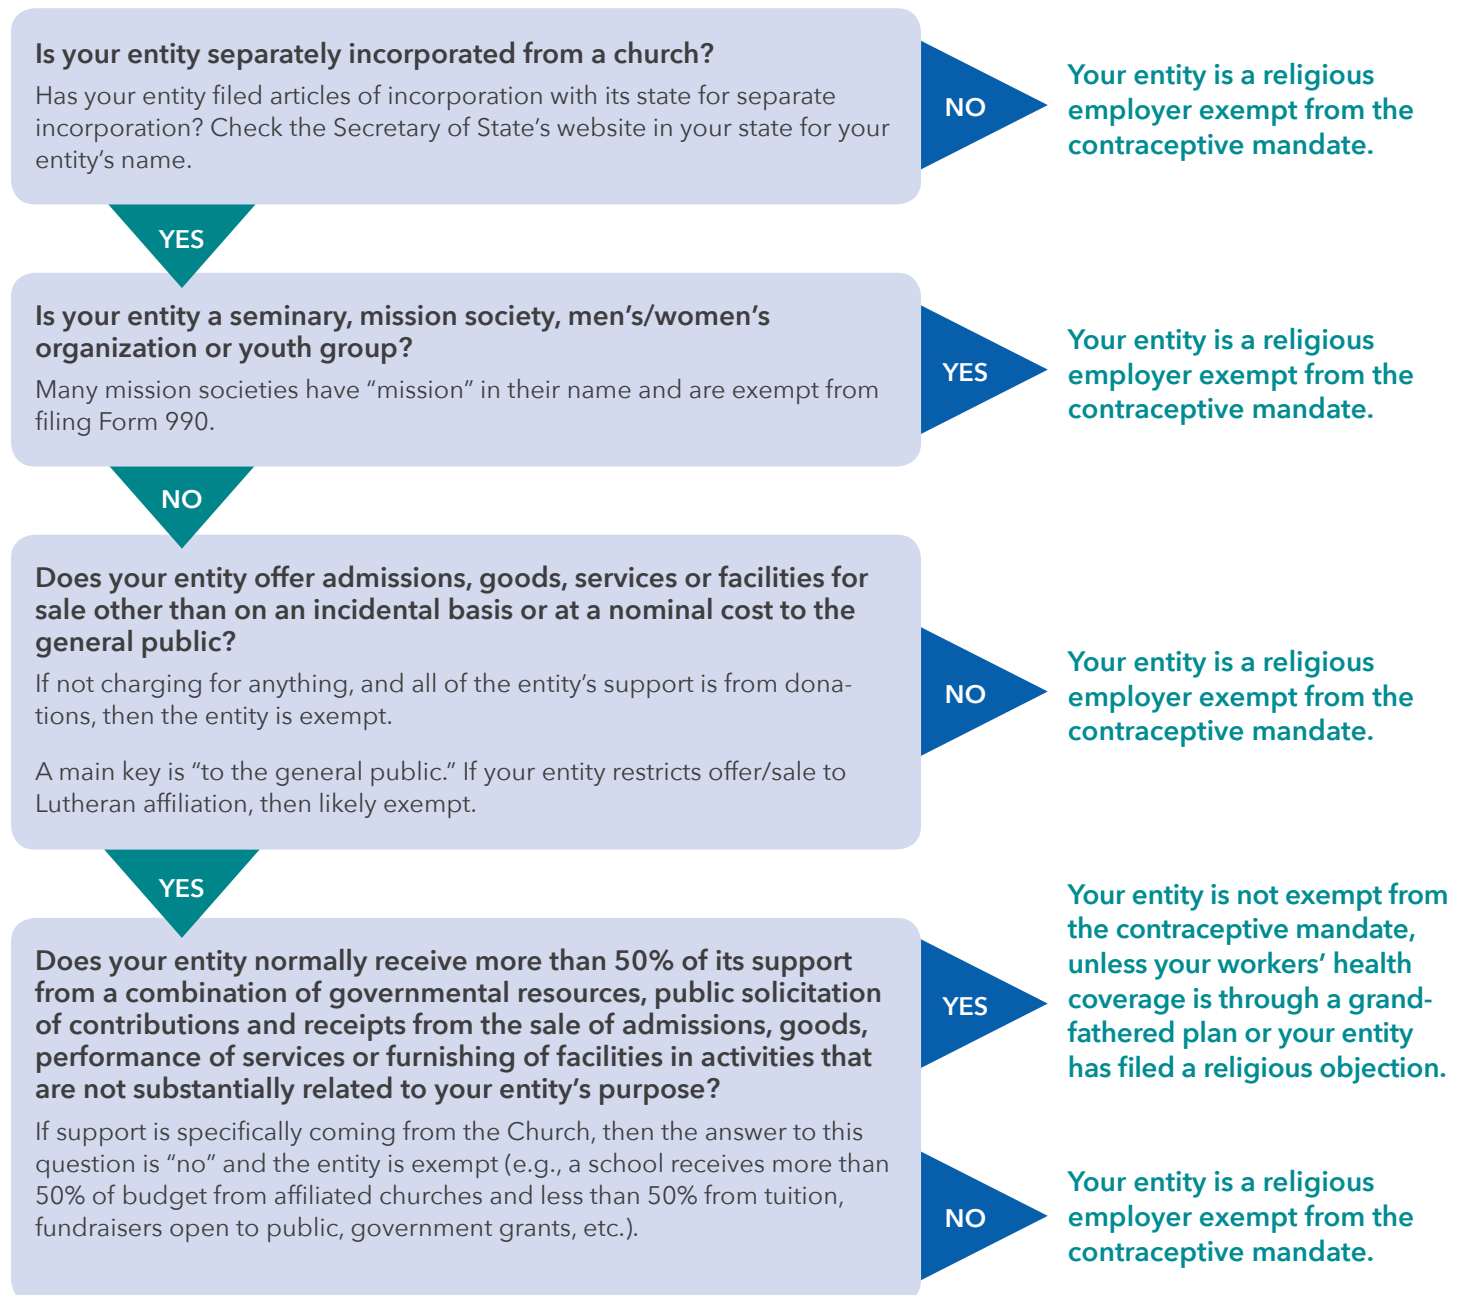 Is your entity separately incorporated from a church?
Has your entity filed articles of incorporation with its state for separate
incorporation? Check the Secretary of State’s website in your state for your
entity’s name.
NO
Your entity is a religious
employer exempt from the
contraceptive mandate.
YES
Is your entity a seminary, mission society, men’s/women’s
organization or youth group?
Many mission societies have “mission” in their name and are exempt from
filing Form 990.
YES
Your entity is a religious
employer exempt from the
contraceptive mandate.
NO
Does your entity offer admissions, goods, services or facilities for
sale other than on an incidental basis or at a nominal cost to the
general public?
If not charging for anything, and all of the entity’s support is from dona-
tions, then the entity is exempt.
A main key is “to the general public.” If your entity restricts offer/sale to
Lutheran affiliation, then likely exempt.
NO
Your entity is a religious
employer exempt from the
contraceptive mandate.
YES
Does your entity normally receive more than 50% of its support
from a combination of governmental resources, public solicitation
of contributions and receipts from the sale of admissions, goods,
performance of services or furnishing of facilities in activities that
are not substantially related to your entity’s purpose?
If support is specifically coming from the Church, then the answer to this
question is “no” and the entity is exempt (e.g., a school receives more than
50% of budget from affiliated churches and less than 50% from tuition,
fundraisers open to public, government grants, etc.).
YES
Your entity is not exempt from
the contraceptive mandate,
unless your workers’ health
coverage is through a grand-
fathered plan or your entity
has filed a religious objection.
NO
Your entity is a religious
employer exempt from the
contraceptive mandate.